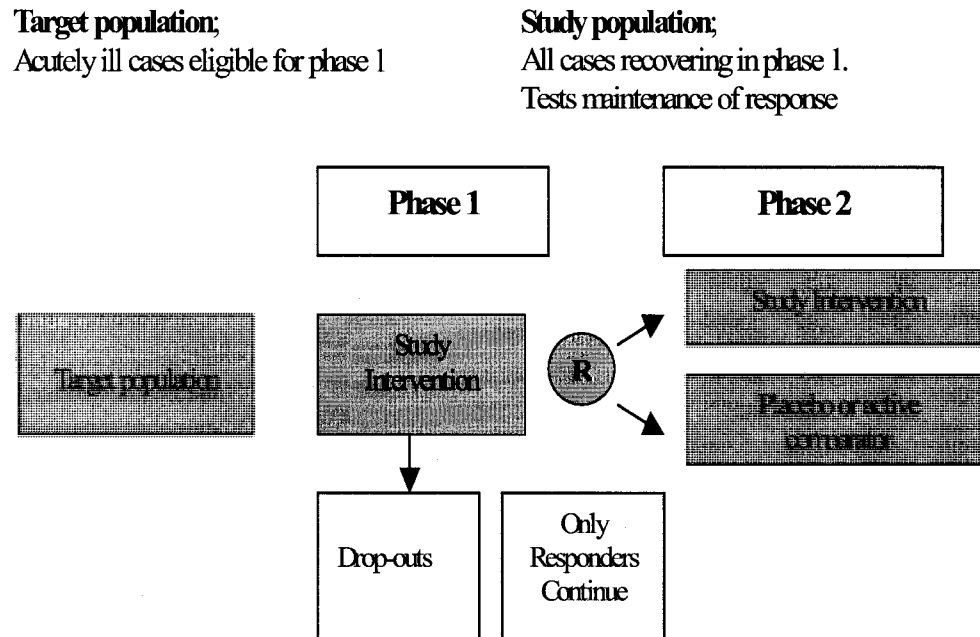 Target population;
Acutely ill cases eligible for phase 1
Study population;
All cases recovering in phase 1.
Tests maintenance of response
Phase 1
Phase 2
Target population
Study
Intervention
R
Study Intervention
Placebo or active
comparator
Drop-outs
Only
Responders
Continue